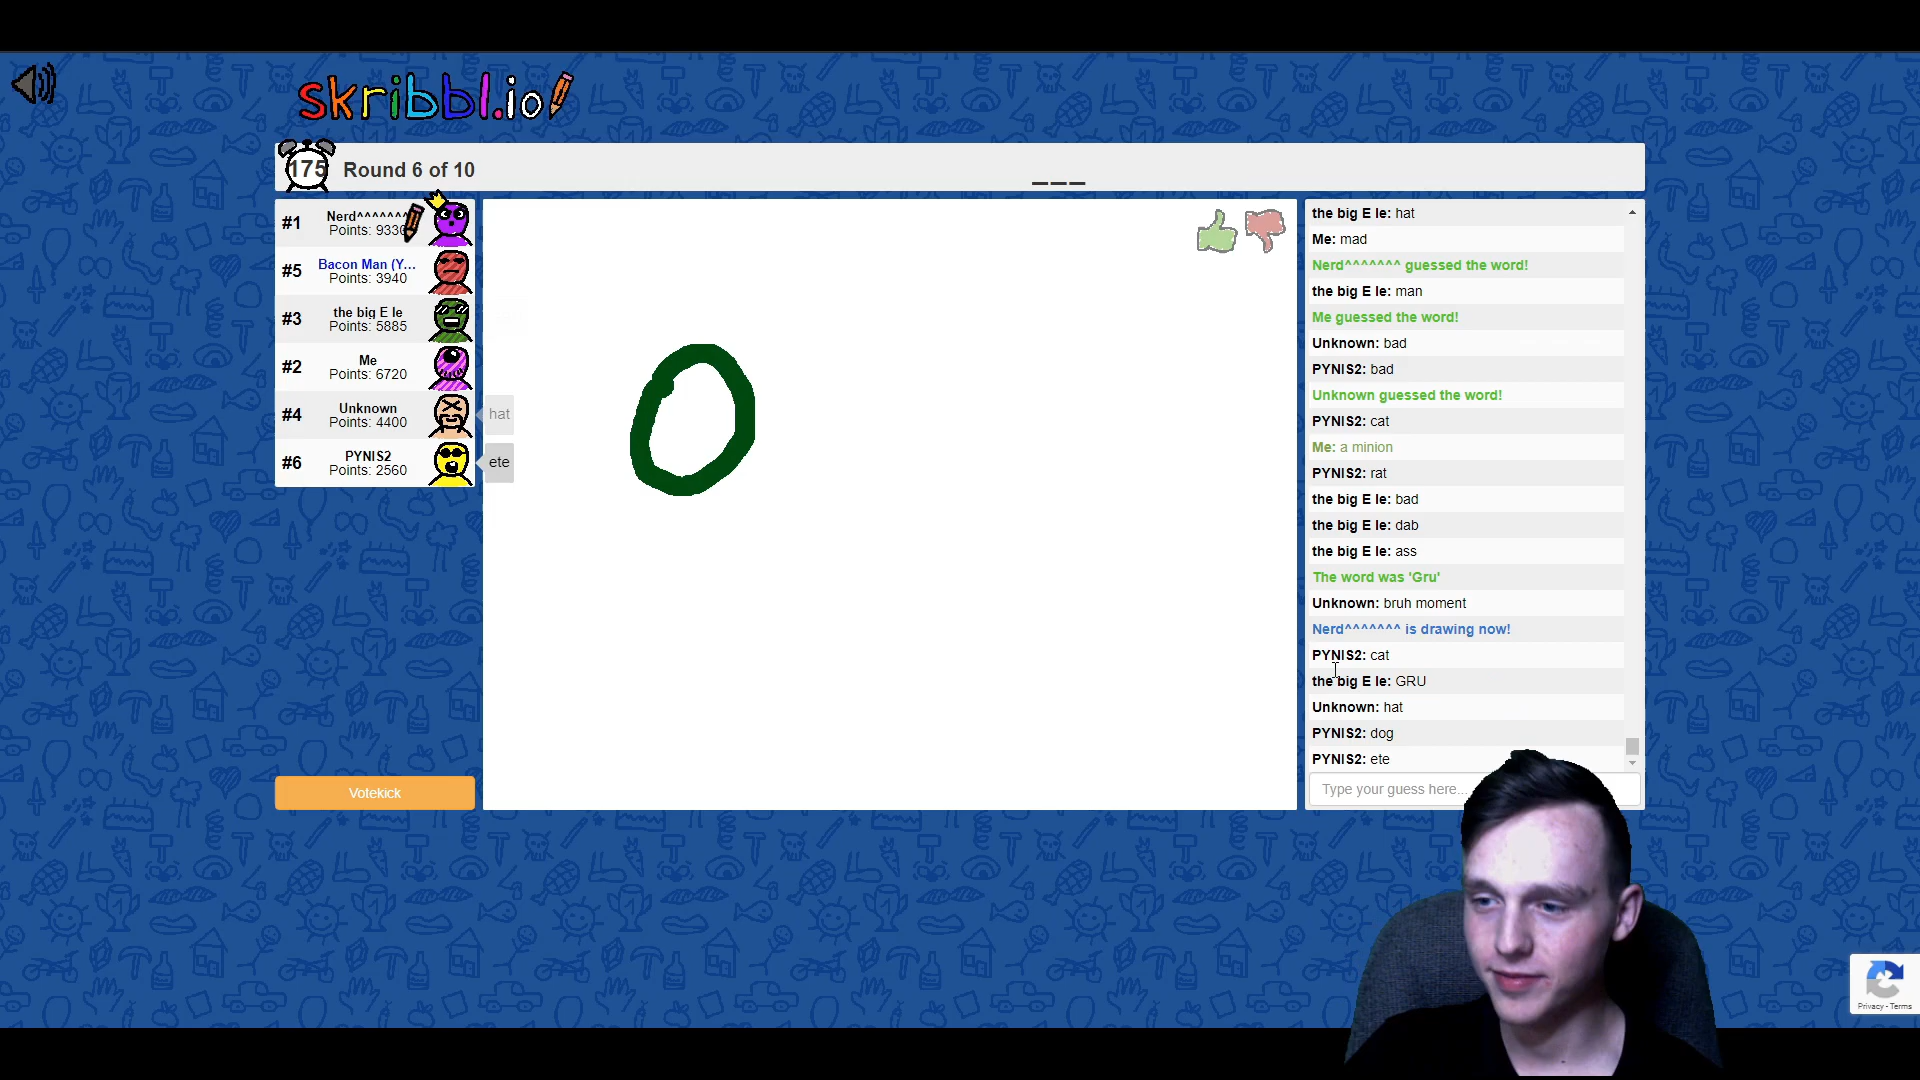 skribbl.io
175 Round 6 of 10
___
#1 Nerd^^^^^^^
Points: 9330
#5 Bacon Man (Y...
Points: 3940
#3 the big E le
Points: 5885
#2 Me
Points: 6720
#4 Unknown
Points: 4400
#6 PYNIS2
Points: 2560
hat
ete
Votekick
the big E le: hat
Me: mad
Nerd^^^^^^^ guessed the word!
the big E le: man
Me guessed the word!
Unknown: bad
PYNIS2: bad
Unknown guessed the word!
PYNIS2: cat
Me: a minion
PYNIS2: rat
the big E le: bad
the big E le: dab
the big E le: ass
The word was 'Gru'
Unknown: bruh moment
Nerd^^^^^^^ is drawing now!
PYNIS2: cat
the big E le: GRU
Unknown: hat
PYNIS2: dog
PYNIS2: ete
Type your guess here...
Privacy - Terms